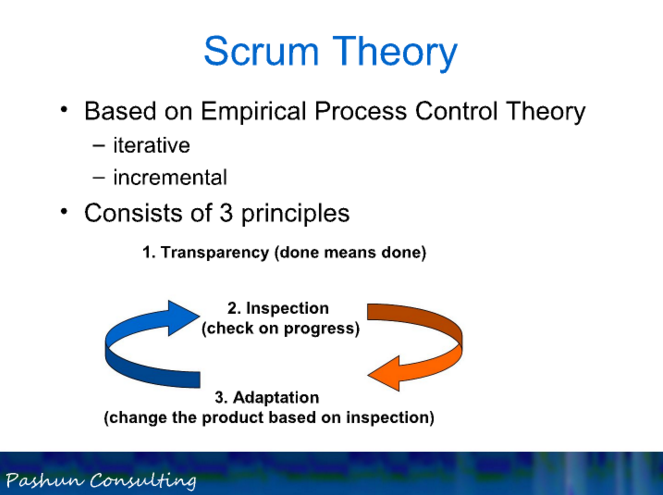 Scrum Theory
• Based on Empirical Process Control Theory
– iterative
– incremental
• Consists of 3 principles
1. Transparency (done means done)
2. Inspection
(check on progress)
3. Adaptation
(change the product based on inspection)
Pashun Consulting